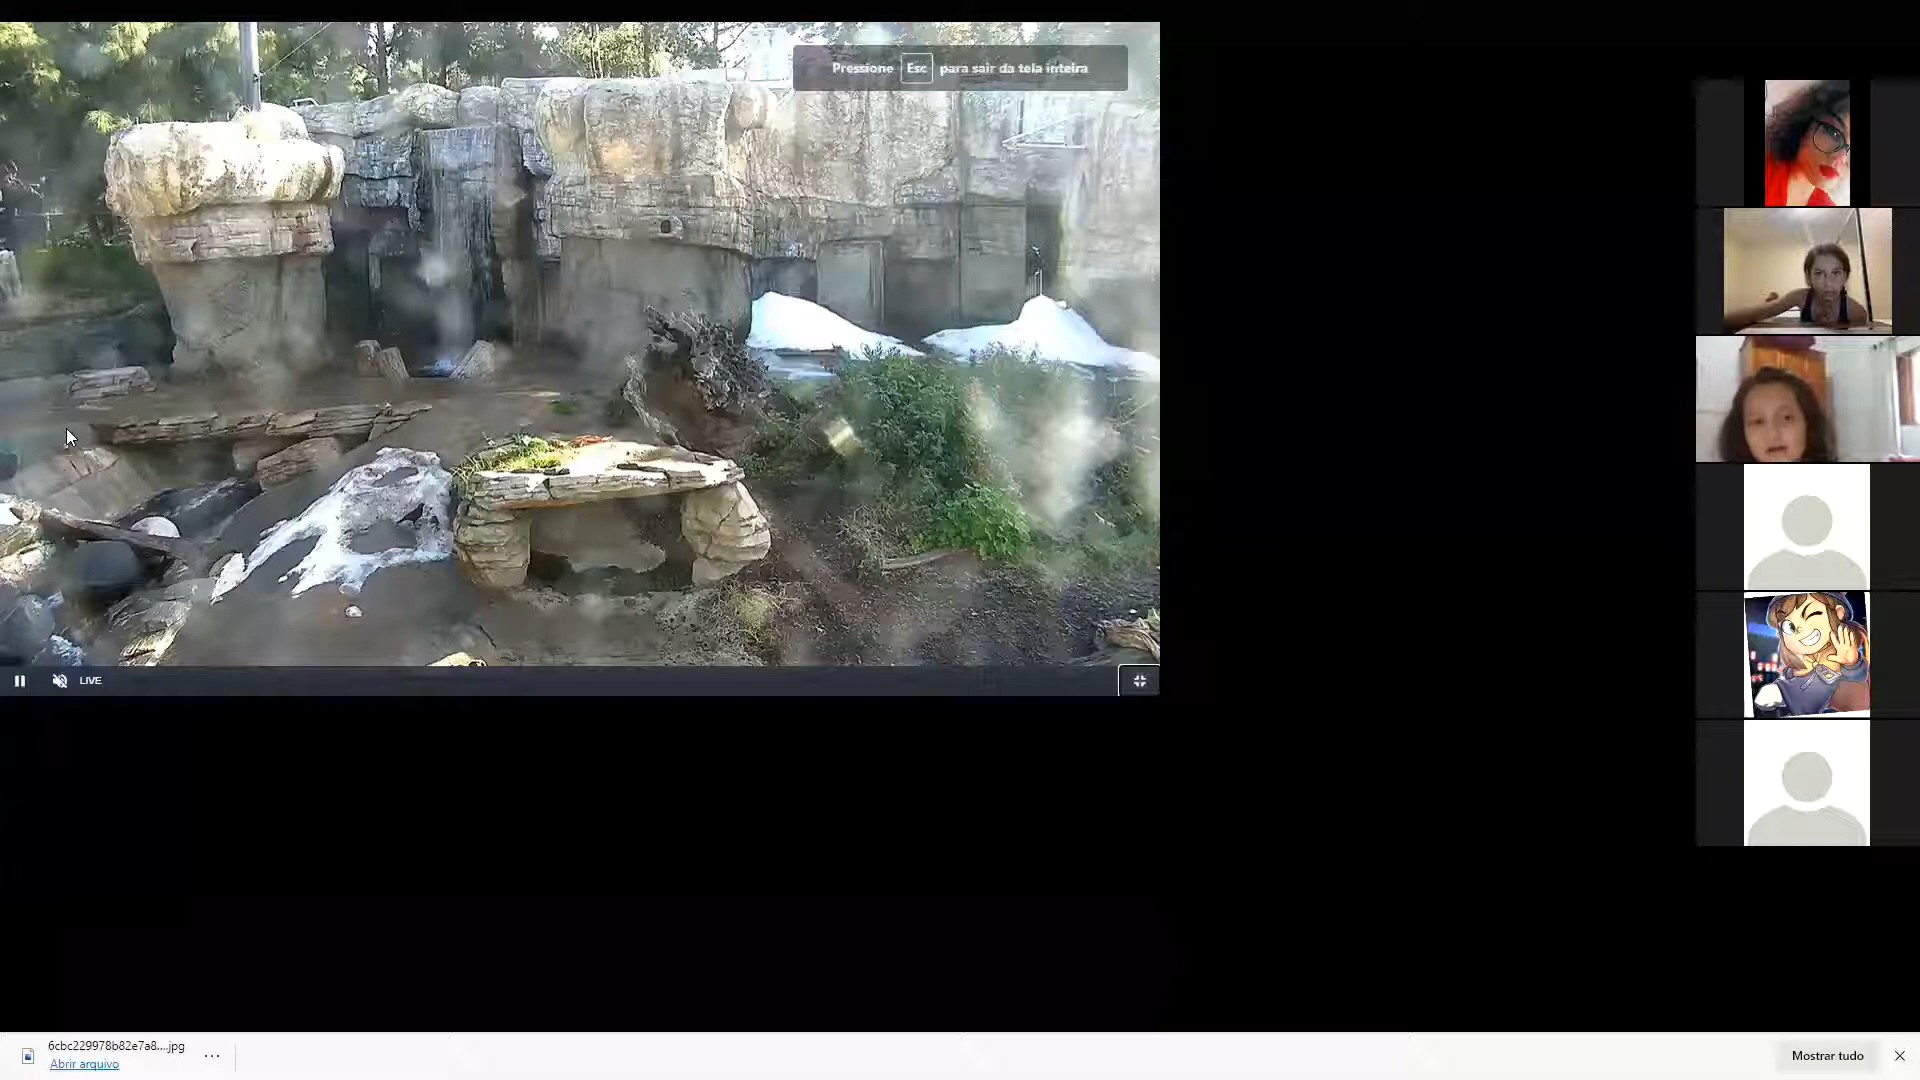 Pressione Esc para sair da tela inteira
LIVE
6cbc229978b82e7a8....jpg
Abrir arquivo
Mostrar tudo